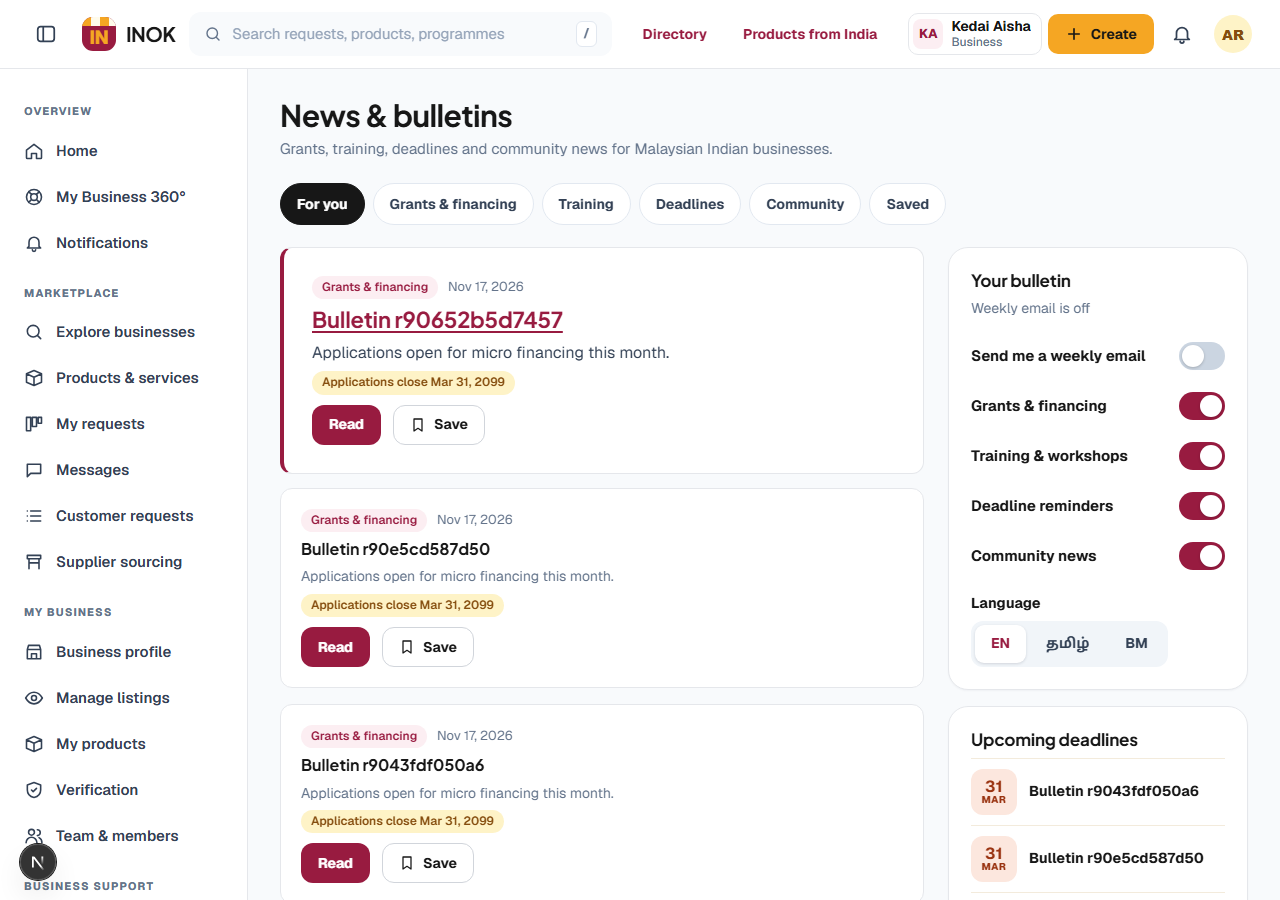 IN INOK
Search requests, products, programmes /
Directory
Products from India
KA Kedai Aisha
Business
+ Create
AR
OVERVIEW
Home
My Business 360°
Notifications
MARKETPLACE
Explore businesses
Products & services
My requests
Messages
Customer requests
Supplier sourcing
MY BUSINESS
Business profile
Manage listings
My products
Verification
Team & members
N
BUSINESS SUPPORT
News & bulletins
Grants, training, deadlines and community news for Malaysian Indian businesses.
For you
Grants & financing
Training
Deadlines
Community
Saved
Grants & financing Nov 17, 2026
Bulletin r90652b5d7457
Applications open for micro financing this month.
Applications close Mar 31, 2099
Read Save
Grants & financing Nov 17, 2026
Bulletin r90e5cd587d50
Applications open for micro financing this month.
Applications close Mar 31, 2099
Read Save
Grants & financing Nov 17, 2026
Bulletin r9043fdf050a6
Applications open for micro financing this month.
Applications close Mar 31, 2099
Read Save
Your bulletin
Weekly email is off
Send me a weekly email
Grants & financing
Training & workshops
Deadline reminders
Community news
Language
EN தமிழ் BM
Upcoming deadlines
31
MAR
Bulletin r9043fdf050a6
31
MAR
Bulletin r90e5cd587d50